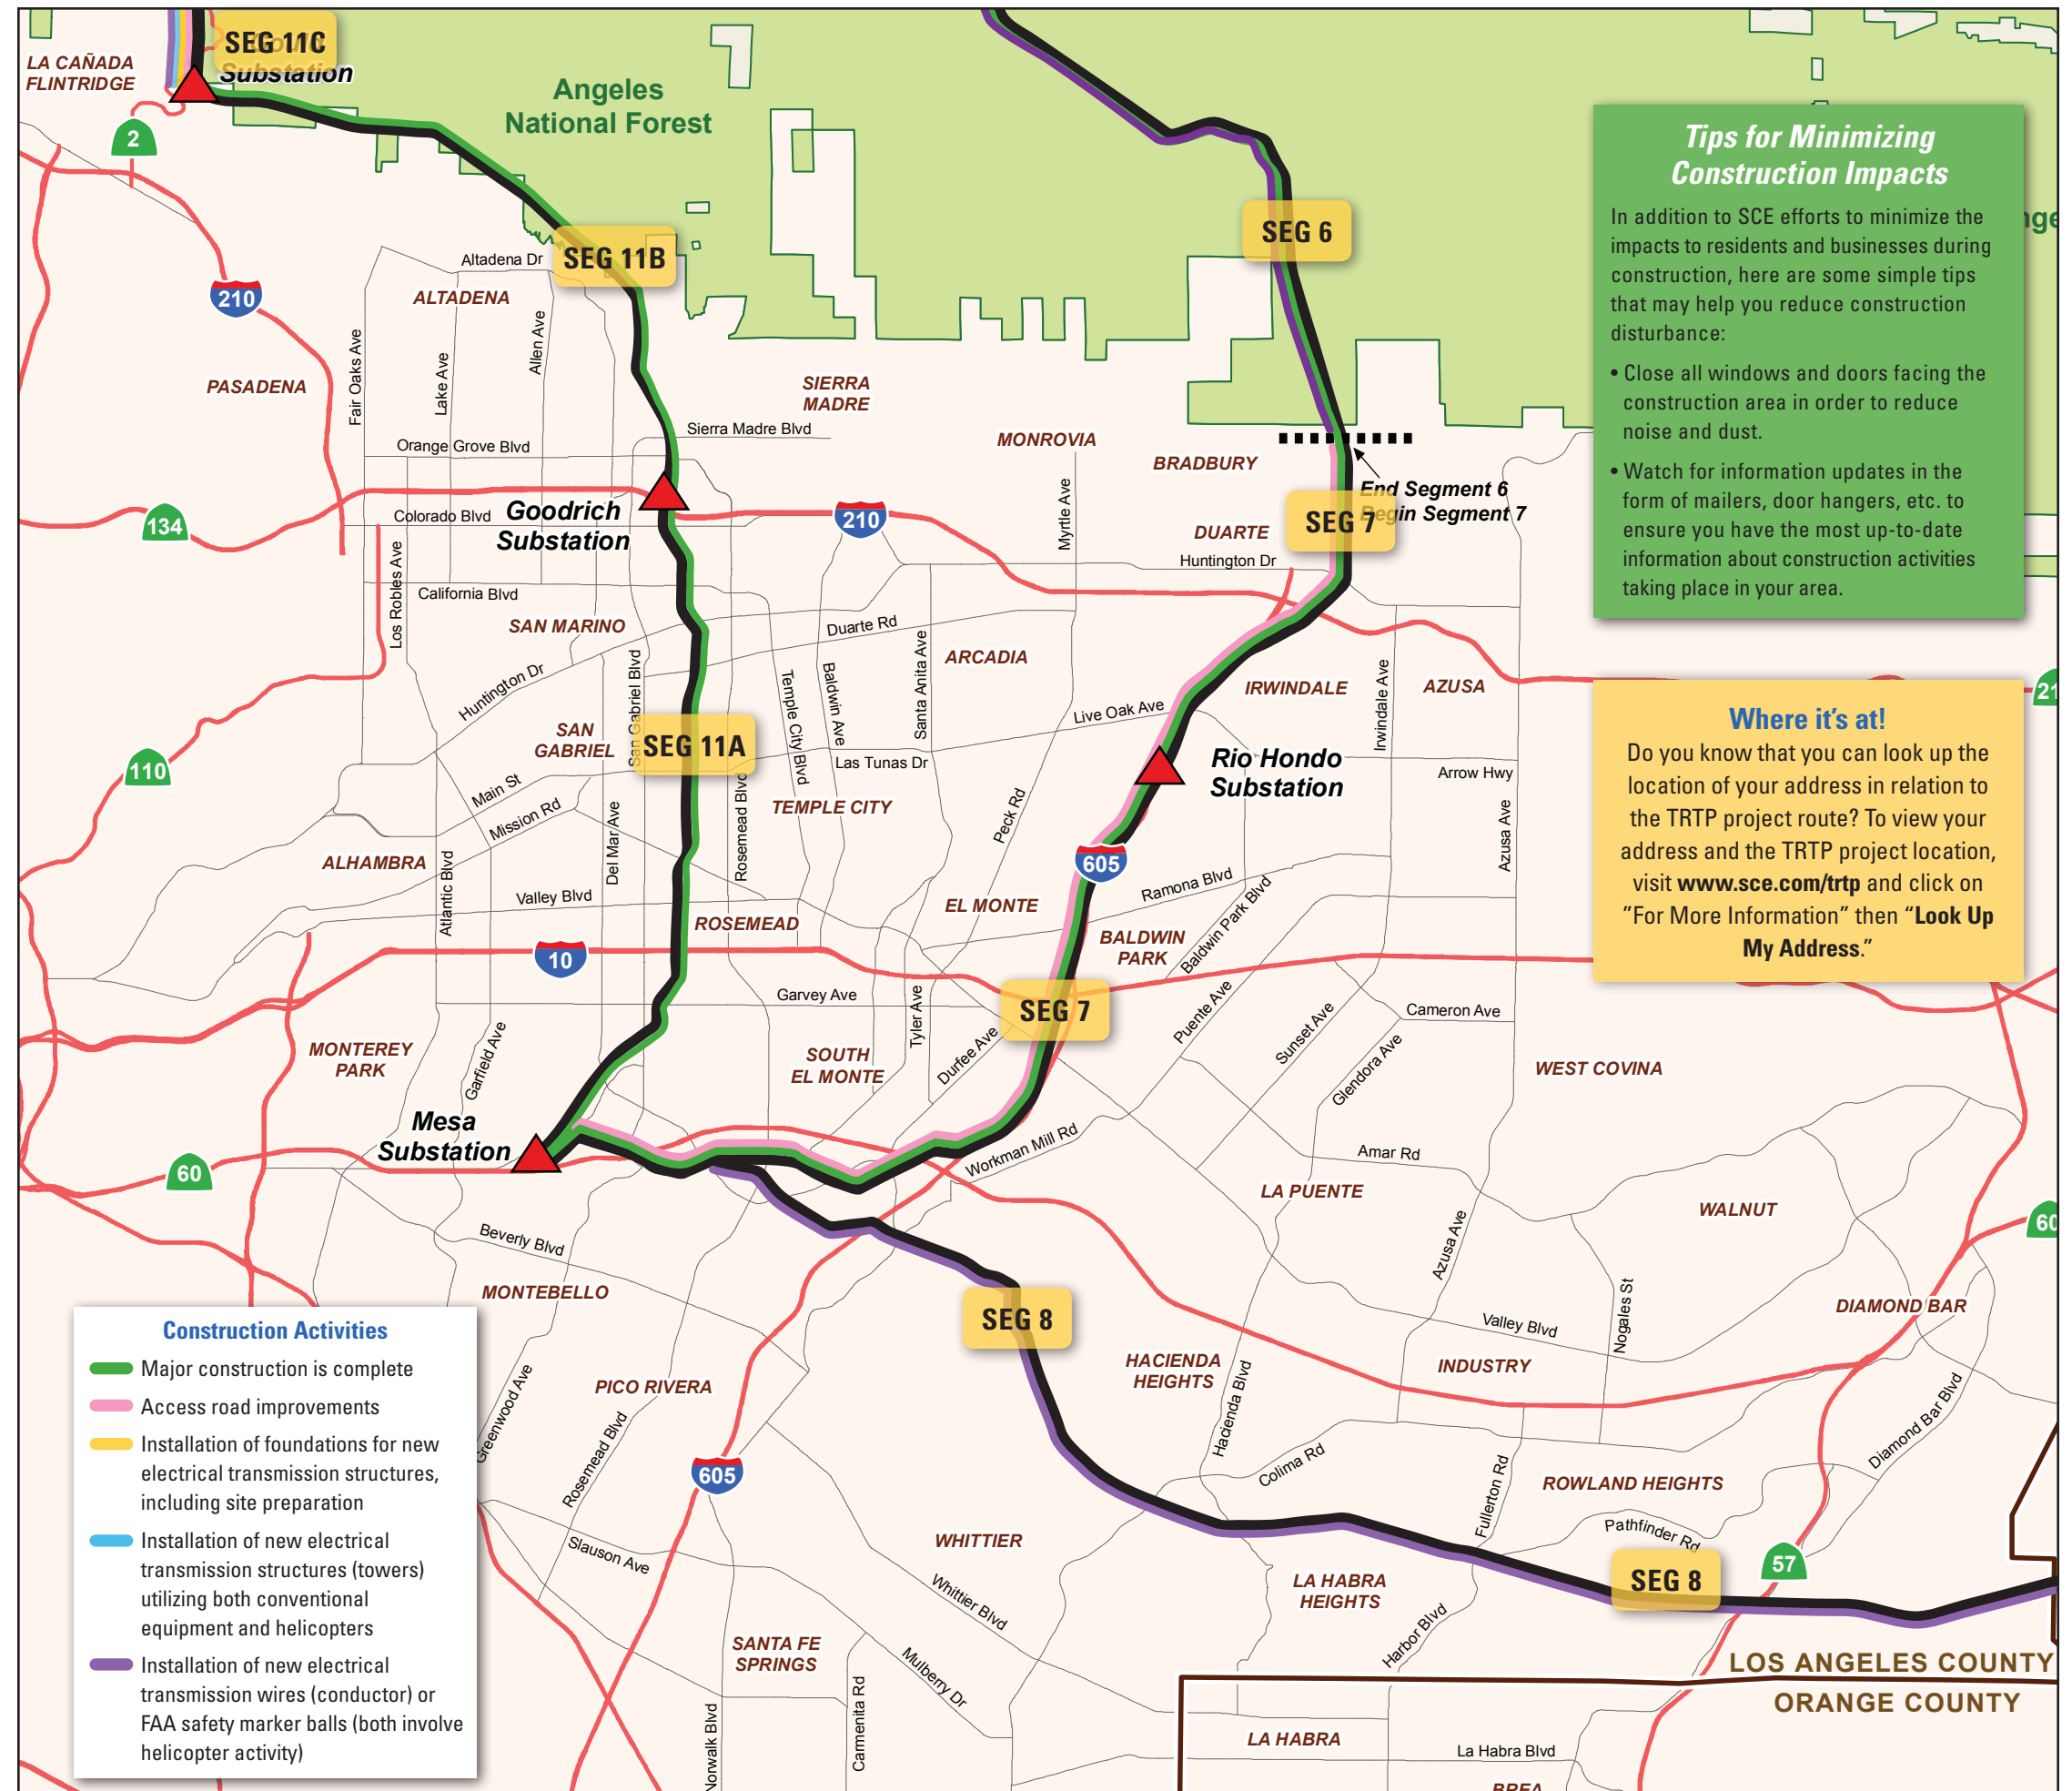 SEG 11C
Substation
LA CAÑADA
FLINTRIDGE
2
Angeles
National Forest
SEG 6
Tips for Minimizing
Construction Impacts
In addition to SCE efforts to minimize the
impacts to residents and businesses during
construction, here are some simple tips
that may help you reduce construction
disturbance:
• Close all windows and doors facing the
construction area in order to reduce
noise and dust.
• Watch for information updates in the
form of mailers, door hangers, etc. to
ensure you have the most up-to-date
information about construction activities
taking place in your area.
SEG 11B
Altadena Dr
ALTADENA
210
Fair Oaks Ave
Lake Ave
Allen Ave
PASADENA
SIERRA
MADRE
Sierra Madre Blvd
Orange Grove Blvd
MONROVIA
BRADBURY
End Segment 6
Begin Segment 7
SEG 7
134
Colorado Blvd
Goodrich
Substation
210
Myrtle Ave
DUARTE
Huntington Dr
Los Robles Ave
California Blvd
SAN MARINO
Duarte Rd
ARCADIA
Huntington Dr
San Gabriel Blvd
Temple City Blvd
Baldwin Ave
Santa Anita Ave
IRWINDALE
Irwindale Ave
AZUSA
21
Where it's at!
Do you know that you can look up the
location of your address in relation to
the TRTP project route? To view your
address and the TRTP project location,
visit www.sce.com/trtp and click on
"For More Information" then "Look Up
My Address."
SAN
GABRIEL
SEG 11A
Live Oak Ave
Las Tunas Dr
Rio Hondo
Substation
Arrow Hwy
110
Main St
Mission Rd
Del Mar Ave
Rosemead Blvd
TEMPLE CITY
Peck Rd
Azusa Ave
ALHAMBRA
Atlantic Blvd
605
Valley Blvd
Ramona Blvd
Baldwin Park Blvd
EL MONTE
ROSEMEAD
BALDWIN
PARK
10
Garvey Ave
SEG 7
Tyler Ave
Durfee Ave
Puente Ave
Sunset Ave
Cameron Ave
Glendora Ave
MONTEREY
PARK
Garfield Ave
SOUTH
EL MONTE
WEST COVINA
Mesa
Substation
60
Workman Mill Rd
Amar Rd
LA PUENTE
WALNUT
60
Azusa Ave
Beverly Blvd
MONTEBELLO
SEG 8
Valley Blvd
Nogales St
DIAMOND BAR
HACIENDA
HEIGHTS
Hacienda Blvd
INDUSTRY
Construction Activities
Major construction is complete
Access road improvements
Installation of foundations for new
electrical transmission structures,
including site preparation
Installation of new electrical
transmission structures (towers)
utilizing both conventional
equipment and helicopters
Installation of new electrical
transmission wires (conductor) or
FAA safety marker balls (both involve
helicopter activity)
PICO RIVERA
Greenwood Ave
Rosemead Blvd
605
Colima Rd
Fullerton Rd
ROWLAND HEIGHTS
Diamond Bar Blvd
Pathfinder Rd
57
WHITTIER
Slauson Ave
Whittier Blvd
LA HABRA
HEIGHTS
SEG 8
Harbor Blvd
SANTA FE
SPRINGS
Mulberry Dr
Norwalk Blvd
Carmenita Rd
LOS ANGELES COUNTY
ORANGE COUNTY
LA HABRA
La Habra Blvd
BREA